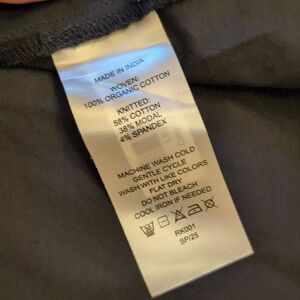 MADE IN INDIA
WOVEN:
100% ORGANIC COTTON
KNITTED:
58% COTTON
38% MODAL
4% SPANDEX
MACHINE WASH COLD
GENTLE CYCLE
WASH WITH LIKE COLORS
FLAT DRY
DO NOT BLEACH
COOL IRON IF NEEDED
30
RK001
SP/25